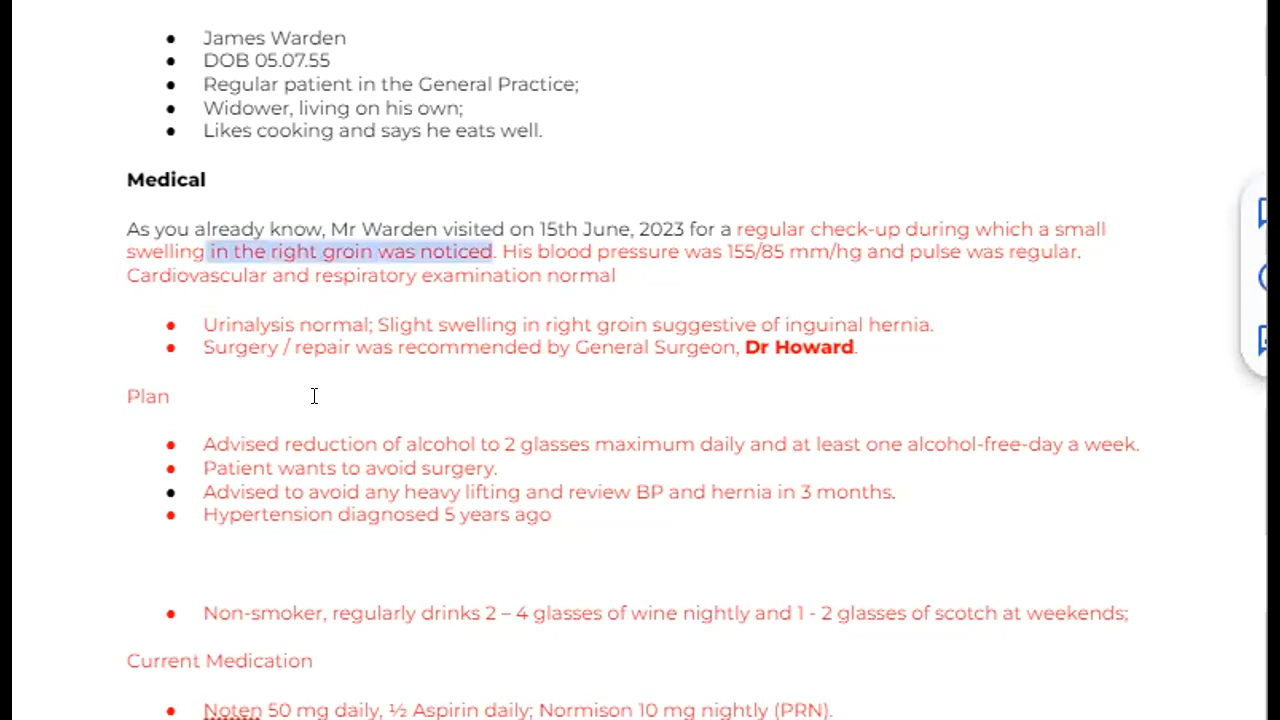 ● James Warden
● DOB 05.07.55
● Regular patient in the General Practice;
● Widower, living on his own;
● Likes cooking and says he eats well.
Medical
As you already know, Mr Warden visited on 15th June, 2023 for a regular check-up during which a small
swelling in the right groin was noticed. His blood pressure was 155/85 mm/hg and pulse was regular.
Cardiovascular and respiratory examination normal
● Urinalysis normal; Slight swelling in right groin suggestive of inguinal hernia.
● Surgery / repair was recommended by General Surgeon, Dr Howard.
Plan
● Advised reduction of alcohol to 2 glasses maximum daily and at least one alcohol-free-day a week.
● Patient wants to avoid surgery.
● Advised to avoid any heavy lifting and review BP and hernia in 3 months.
● Hypertension diagnosed 5 years ago
● Non-smoker, regularly drinks 2 – 4 glasses of wine nightly and 1 - 2 glasses of scotch at weekends;
Current Medication
● Noten 50 mg daily, ½ Aspirin daily; Normison 10 mg nightly (PRN).